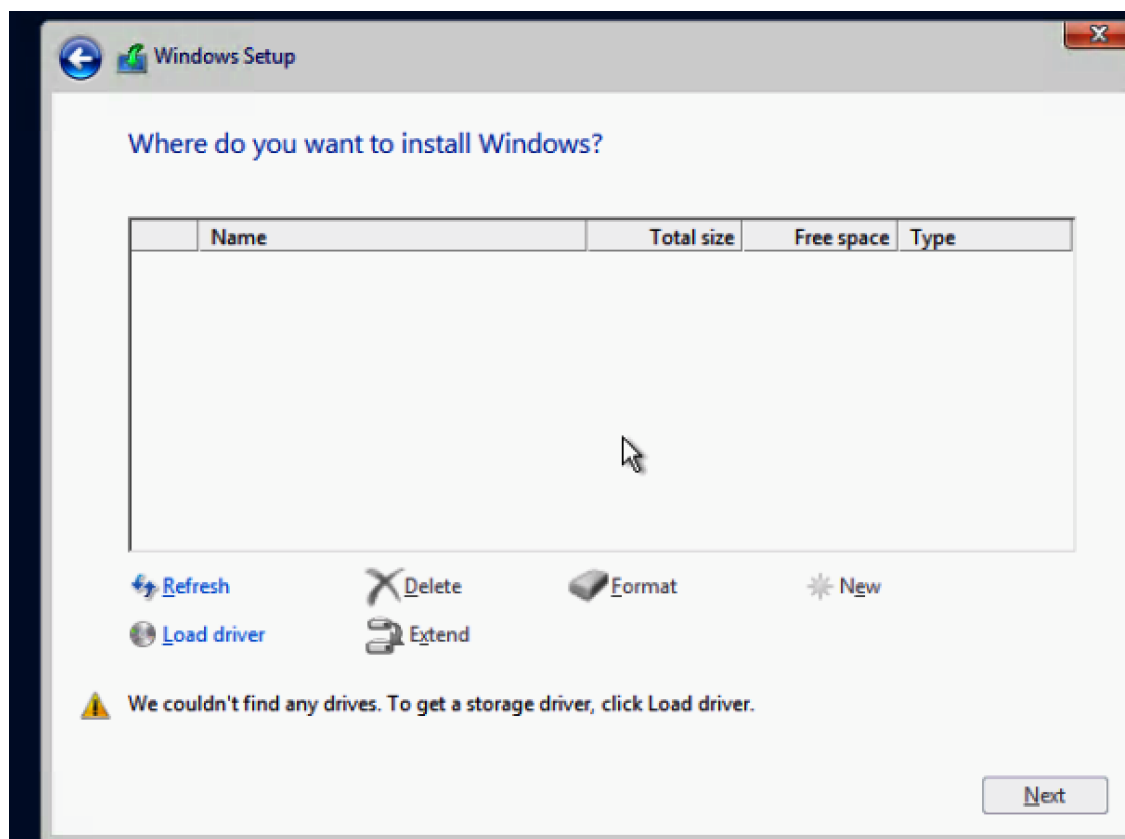 Windows Setup
Where do you want to install Windows?
Name Total size Free space Type
Refresh Delete Format New
Load driver Extend
We couldn't find any drives. To get a storage driver, click Load driver.
Next